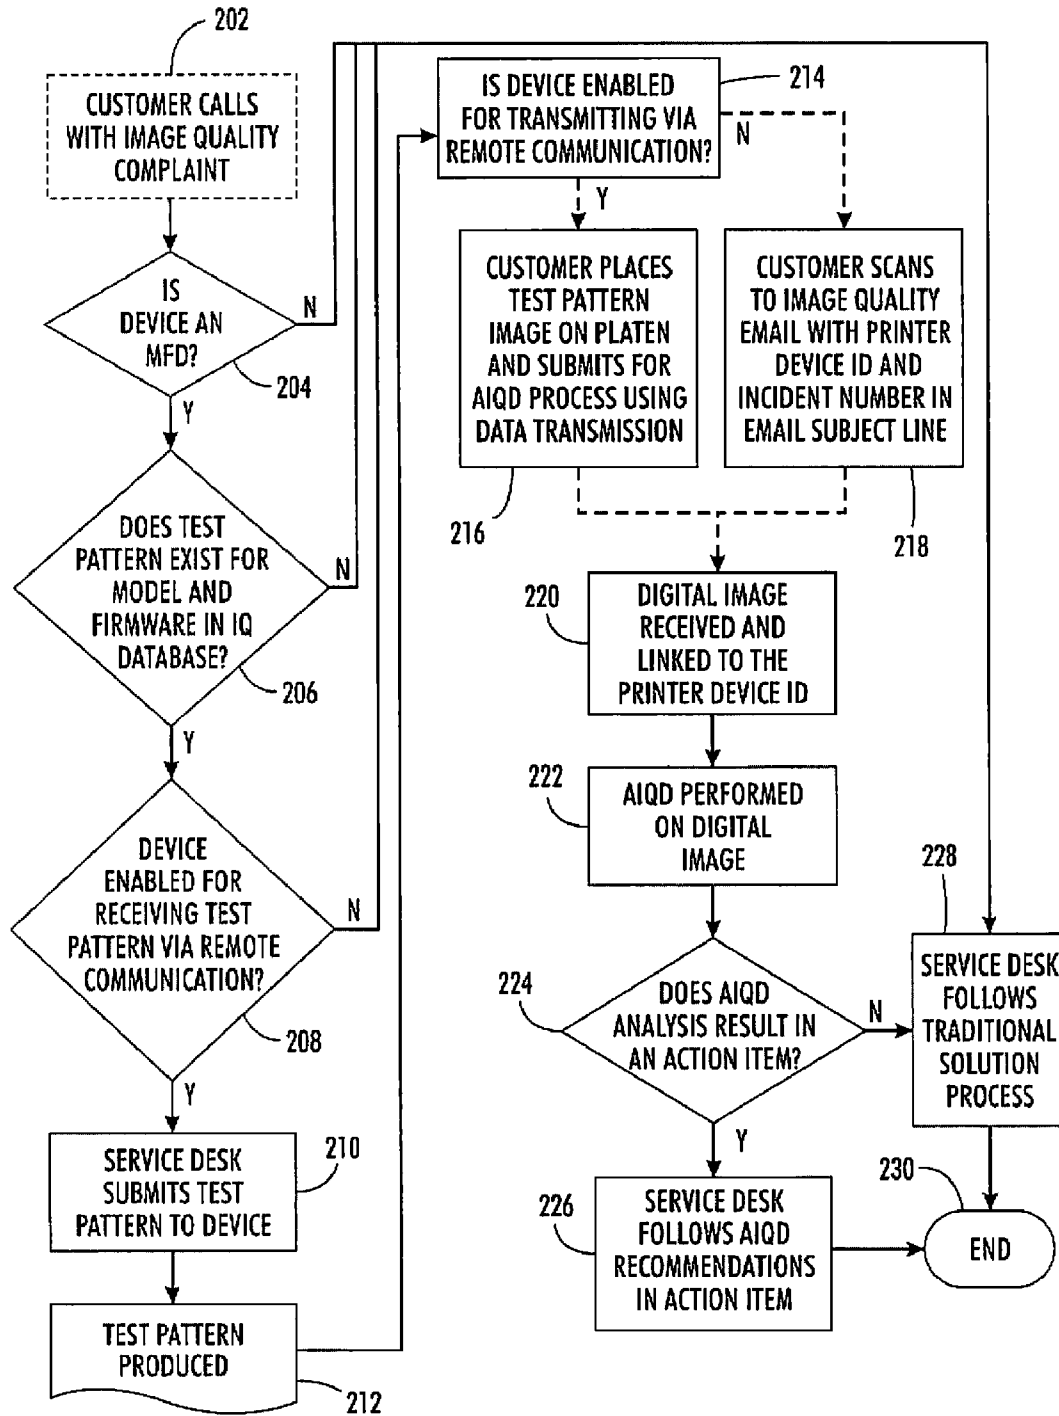 202
CUSTOMER CALLS
WITH IMAGE QUALITY
COMPLAINT
IS
DEVICE AN
MFD?
N
204
Y
DOES TEST
PATTERN EXIST FOR
MODEL AND
FIRMWARE IN IQ
DATABASE?
N
206
Y
DEVICE
ENABLED FOR
RECEIVING TEST
PATTERN VIA REMOTE
COMMUNICATION?
N
208
Y
SERVICE DESK
SUBMITS TEST
PATTERN TO DEVICE
210
TEST PATTERN
PRODUCED
212
IS DEVICE ENABLED
FOR TRANSMITTING VIA
REMOTE COMMUNICATION?
214
N
Y
CUSTOMER PLACES
TEST PATTERN
IMAGE ON PLATEN
AND SUBMITS FOR
AIQD PROCESS USING
DATA TRANSMISSION
216
CUSTOMER SCANS
TO IMAGE QUALITY
EMAIL WITH PRINTER
DEVICE ID AND
INCIDENT NUMBER IN
EMAIL SUBJECT LINE
218
220
DIGITAL IMAGE
RECEIVED AND
LINKED TO THE
PRINTER DEVICE ID
222
AIQD PERFORMED
ON DIGITAL
IMAGE
224
DOES AIQD
ANALYSIS RESULT IN
AN ACTION ITEM?
N
Y
226
SERVICE DESK
FOLLOWS AIQD
RECOMMENDATIONS
IN ACTION ITEM
228
SERVICE DESK
FOLLOWS
TRADITIONAL
SOLUTION
PROCESS
230
END